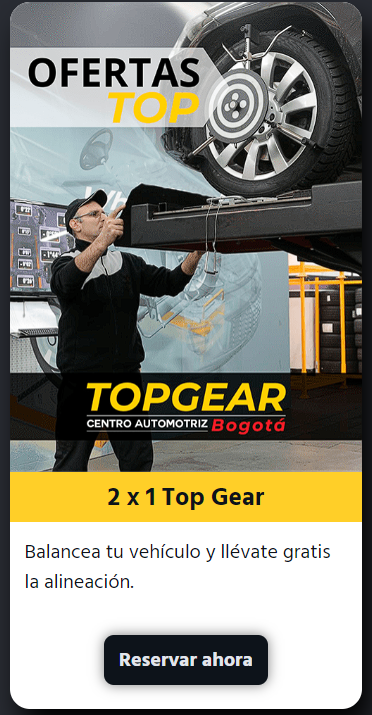 OFERTAS
TOP
TOPGEAR
CENTRO AUTOMOTRIZ Bogotá
2 x 1 Top Gear
Balancea tu vehículo y llévate gratis
la alineación.
Reservar ahora